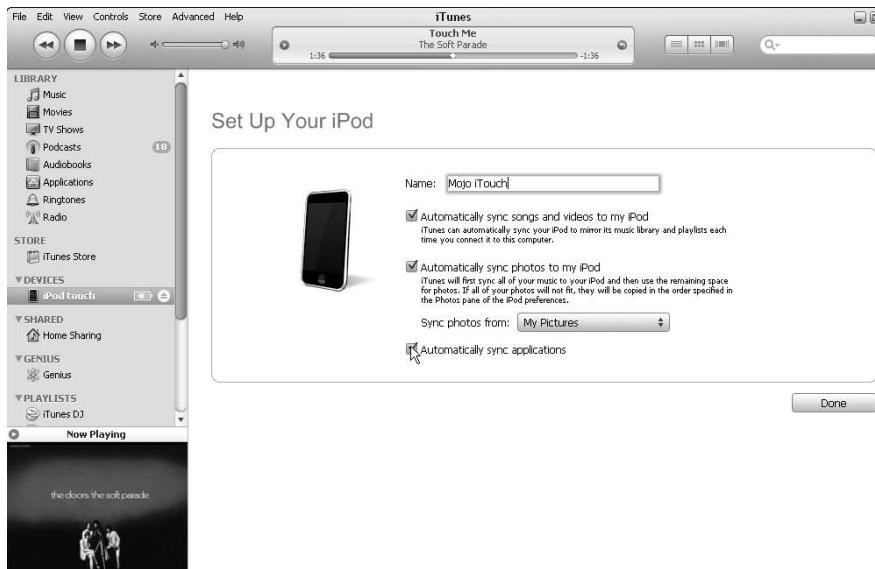 File Edit View Controls Store Advanced Help
iTunes
Touch Me
The Soft Parade
1:36
-1:36
LIBRARY
Music
Movies
TV Shows
Podcasts 18
Audiobooks
Applications
Ringtones
Radio
STORE
iTunes Store
DEVICES
iPod touch
SHARED
Home Sharing
GENIUS
Genius
PLAYLISTS
iTunes DJ
Now Playing
the doors/the soft parade
Set Up Your iPod
Name: Mojo iTouch
Automatically sync songs and videos to my iPod
iTunes can automatically sync your iPod to mirror its music library and playlists each
time you connect it to this computer.
Automatically sync photos to my iPod
iTunes will first sync all of your music to your iPod and then use the remaining space
for photos. If all of your photos will not fit, they will be copied in the order specified in
the Photos pane of the iPod preferences.
Sync photos from: My Pictures
Automatically sync applications
Done